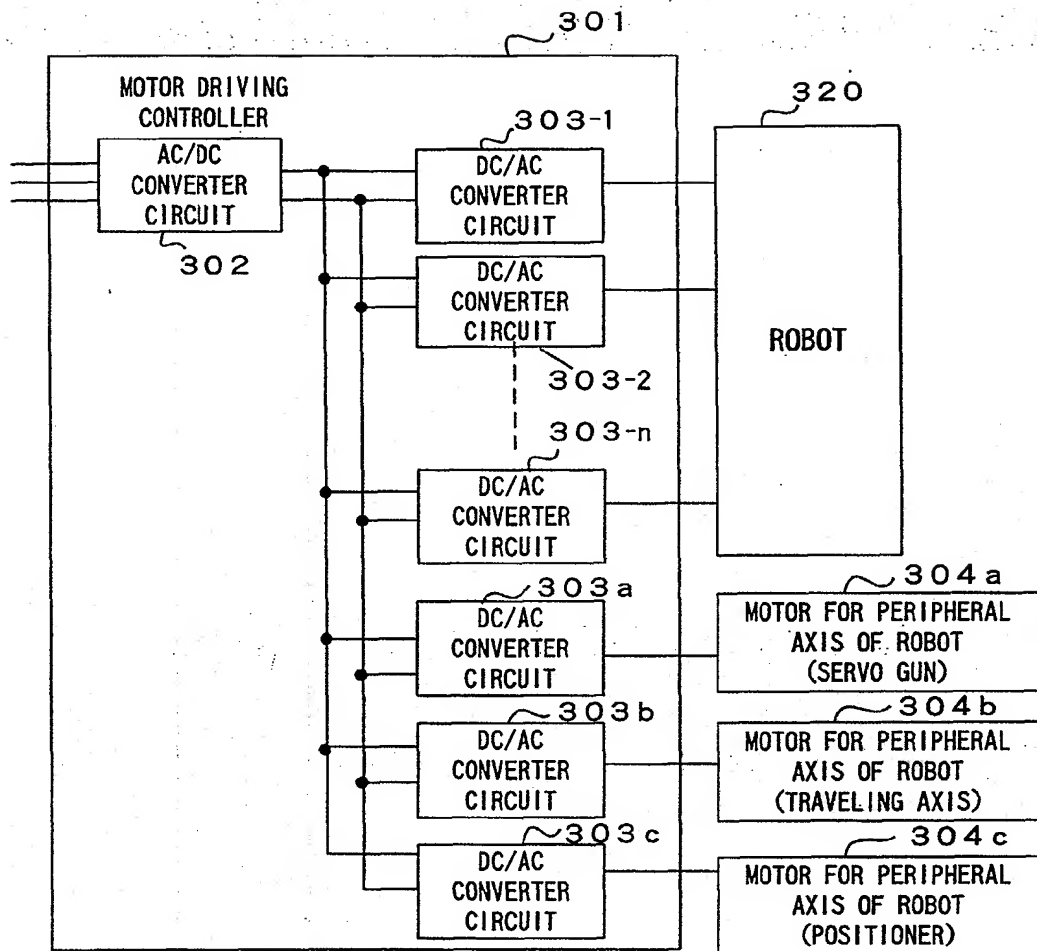 301
MOTOR DRIVING
CONTROLLER
AC/DC
CONVERTER
CIRCUIT
302
303-1
DC/AC
CONVERTER
CIRCUIT
DC/AC
CONVERTER
CIRCUIT
303-2
303-n
DC/AC
CONVERTER
CIRCUIT
303a
DC/AC
CONVERTER
CIRCUIT
303b
DC/AC
CONVERTER
CIRCUIT
303c
DC/AC
CONVERTER
CIRCUIT
320
ROBOT
304a
MOTOR FOR PERIPHERAL
AXIS OF ROBOT
(SERVO GUN)
304b
MOTOR FOR PERIPHERAL
AXIS OF ROBOT
(TRAVELING AXIS)
304c
MOTOR FOR PERIPHERAL
AXIS OF ROBOT
(POSITIONER)